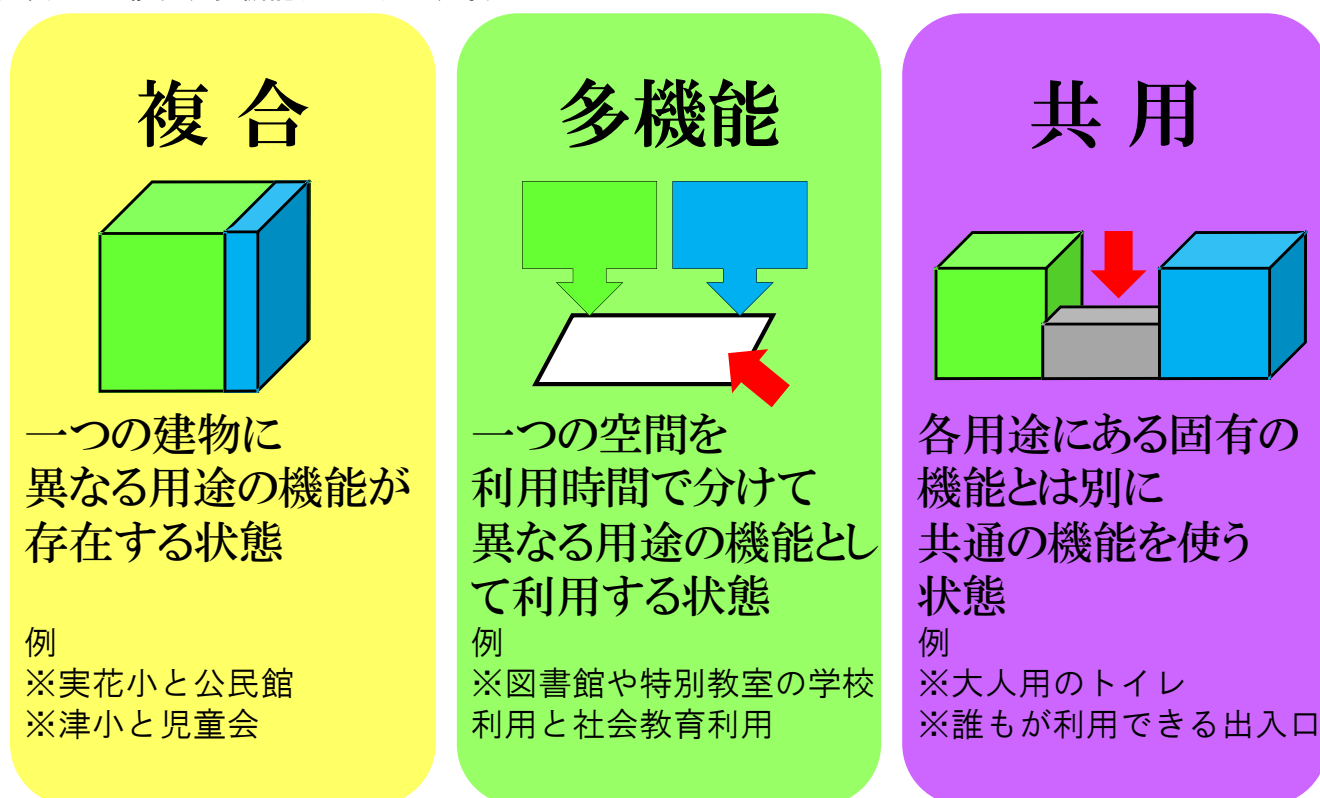 複合
一つの建物に
異なる用途の機能が
存在する状態
例
※実花小と公民館
※津小と児童会
多機能
一つの空間を
利用時間で分けて
異なる用途の機能とし
て利用する状態
例
※図書館や特別教室の学校
利用と社会教育利用
共用
各用途にある固有の
機能とは別に
共通の機能を使う
状態
例
※大人用のトイレ
※誰もが利用できる出入口